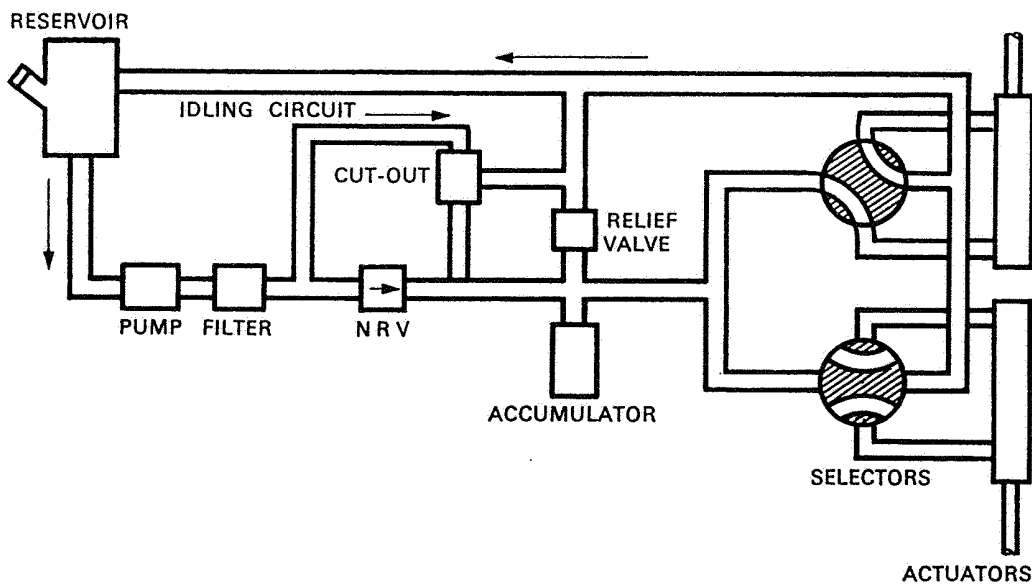 RESERVOIR
IDLING CIRCUIT
CUT-OUT
RELIEF
VALVE
PUMP
FILTER
NRV
ACCUMULATOR
SELECTORS
ACTUATORS